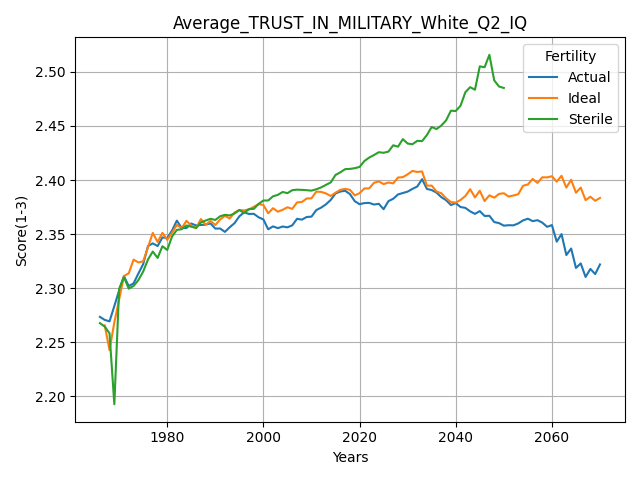 Average_TRUST_IN_MILITARY_White_Q2_IQ
Fertility
Actual
Ideal
Sterile
Score(1-3)
2.50
2.45
2.40
2.35
2.30
2.25
2.20
1980 2000 2020 2040 2060
Years